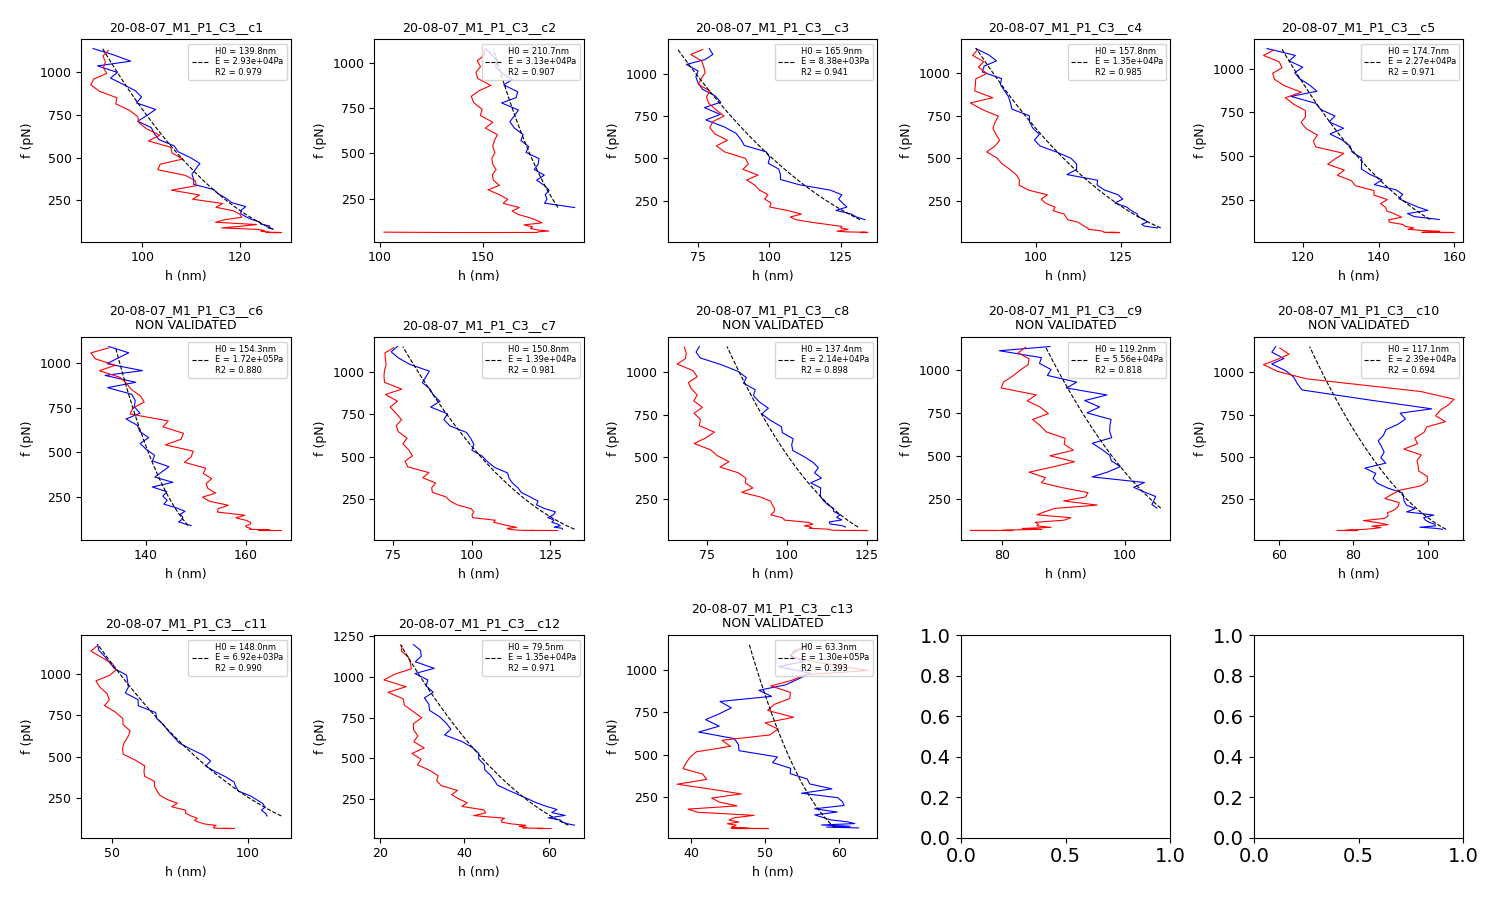 20-08-07_M1_P1_C3__c1
H0 = 139.8nm
E = 2.93e+04Pa
R2 = 0.979
f (pN)
1000
750
500
250
100
120
h (nm)
20-08-07_M1_P1_C3__c2
H0 = 210.7nm
E = 3.13e+04Pa
R2 = 0.907
f (pN)
1000
750
500
250
100
150
h (nm)
20-08-07_M1_P1_C3__c3
H0 = 165.9nm
E = 8.38e+03Pa
R2 = 0.941
f (pN)
1000
750
500
250
75
100
125
h (nm)
20-08-07_M1_P1_C3__c4
H0 = 157.8nm
E = 1.35e+04Pa
R2 = 0.985
f (pN)
1000
750
500
250
100
120
h (nm)
20-08-07_M1_P1_C3__c5
H0 = 174.7nm
E = 2.27e+04Pa
R2 = 0.971
f (pN)
1000
750
500
250
120
140
160
h (nm)
20-08-07_M1_P1_C3__c6
NON VALIDATED
H0 = 154.3nm
E = 1.72e+05Pa
R2 = 0.880
f (pN)
1000
750
500
250
140
160
h (nm)
20-08-07_M1_P1_C3__c7
H0 = 150.8nm
E = 1.39e+04Pa
R2 = 0.981
f (pN)
1000
750
500
250
75
100
125
h (nm)
20-08-07_M1_P1_C3__c8
NON VALIDATED
H0 = 137.4nm
E = 2.14e+04Pa
R2 = 0.898
f (pN)
1000
750
500
250
75
100
125
h (nm)
20-08-07_M1_P1_C3__c9
NON VALIDATED
H0 = 119.2nm
E = 5.56e+04Pa
R2 = 0.818
f (pN)
1000
750
500
250
80
100
h (nm)
20-08-07_M1_P1_C3__c10
NON VALIDATED
H0 = 117.1nm
E = 2.39e+04Pa
R2 = 0.694
f (pN)
1000
750
500
250
60
80
100
h (nm)
20-08-07_M1_P1_C3__c11
H0 = 148.0nm
E = 6.92e+03Pa
R2 = 0.990
f (pN)
1000
750
500
250
50
100
h (nm)
20-08-07_M1_P1_C3__c12
H0 = 79.5nm
E = 1.35e+04Pa
R2 = 0.971
f (pN)
1250
1000
750
500
250
20
40
60
h (nm)
20-08-07_M1_P1_C3__c13
NON VALIDATED
H0 = 63.3nm
E = 1.30e+05Pa
R2 = 0.393
f (pN)
1000
750
500
250
40
50
60
h (nm)
1.0
0.8
0.6
0.4
0.2
0.0
0.0
0.5
1.0
1.0
0.8
0.6
0.4
0.2
0.0
0.0
0.5
1.0